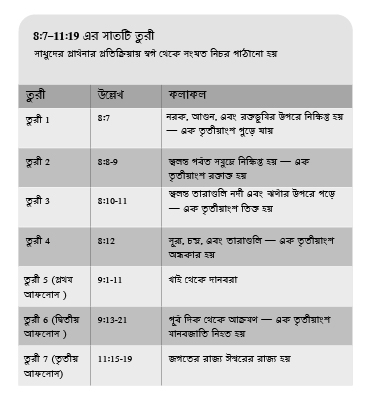 8:7–11:19 এর সাতটি তুরী
সাধুদের প্রার্থনার প্রতিক্রিয়ায় স্বর্গ থেকে সংযত বিচার পাঠানো হয়
তুরী উল্লেখ ফলাফল
তুরী 1 8:7 নরক, আগুন, এবং রক্তভূমির উপরে নিক্ষিপ্ত হয়
— এক তৃতীয়াংশ পুড়ে যায়
তুরী 2 8:8-9 জ্বলন্ত পর্বত সমুদ্রে নিক্ষিপ্ত হয় — এক
তৃতীয়াংশ রক্তাক্ত হয়
তুরী 3 8:10-11 জ্বলন্ত তারাগুলি নদী এবং ঝর্ণার উপরে পড়ে
— এক তৃতীয়াংশ তিক্ত হয়
তুরী 4 8:12 সূর্য, চন্দ্র, এবং তারাগুলি — এক তৃতীয়াংশ
অন্ধকার হয়
তুরী 5 (প্রথম 9:1-11 খাই থেকে দানবরা
আফসোস )
তুরী 6 (দ্বিতীয় 9:13-21 পূর্ব দিক থেকে আক্রমণ — এক তৃতীয়াংশ
আফসোস ) মানবজাতি নিহত হয়
তুরী 7 (তৃতীয় 11:15-19 জগতের রাজ্য ঈশ্বরের রাজ্য হয়
আফসোস)